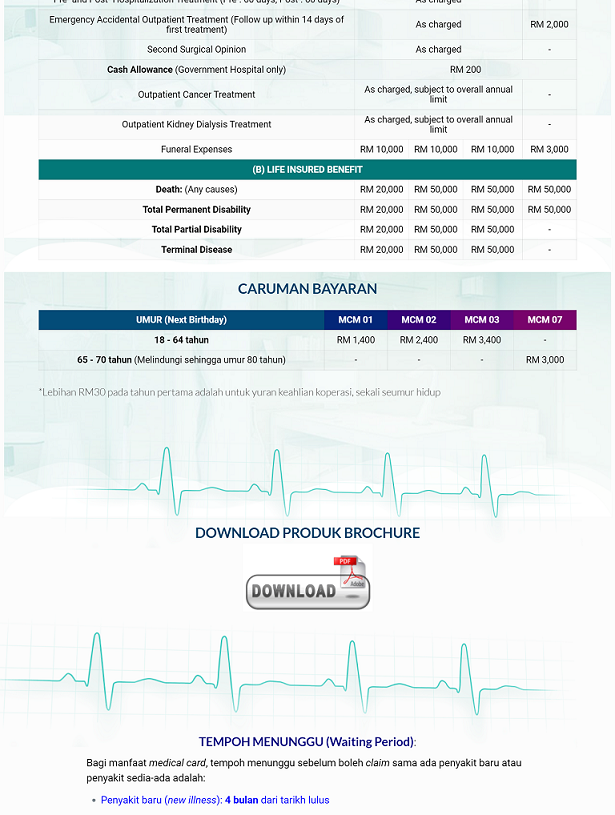 Pre- and Post- Hospitalization Treatment (Pre : 60 days, Post : 60 days) As charged
Emergency Accidental Outpatient Treatment (Follow up within 14 days of
first treatment) As charged RM 2,000
Second Surgical Opinion As charged -
Cash Allowance (Government Hospital only) RM 200
Outpatient Cancer Treatment As charged, subject to overall annual
limit -
Outpatient Kidney Dialysis Treatment As charged, subject to overall annual
limit -
Funeral Expenses RM 10,000 RM 10,000 RM 10,000 RM 3,000
(B) LIFE INSURED BENEFIT
Death: (Any causes) RM 20,000 RM 50,000 RM 50,000 RM 50,000
Total Permanent Disability RM 20,000 RM 50,000 RM 50,000 RM 50,000
Total Partial Disability RM 20,000 RM 50,000 RM 50,000 -
Terminal Disease RM 20,000 RM 50,000 RM 50,000 -
CARUMAN BAYARAN
UMUR (Next Birthday) MCM 01 MCM 02 MCM 03 MCM 07
18 - 64 tahun RM 1,400 RM 2,400 RM 3,400 -
65 - 70 tahun (Melindungi sehingga umur 80 tahun) - - - RM 3,000
*Lebihan RM30 pada tahun pertama adalah untuk yuran keahlian koperasi, sekali seumur hidup
DOWNLOAD PRODUK BROCHURE
PDF
Adobe
DOWNLOAD
TEMPOH MENUNGGU (Waiting Period):
Bagi manfaat medical card, tempoh menunggu sebelum boleh claim sama ada penyakit baru atau
penyakit sedia-ada adalah:
• Penyakit baru (new illness): 4 bulan dari tarikh lulus